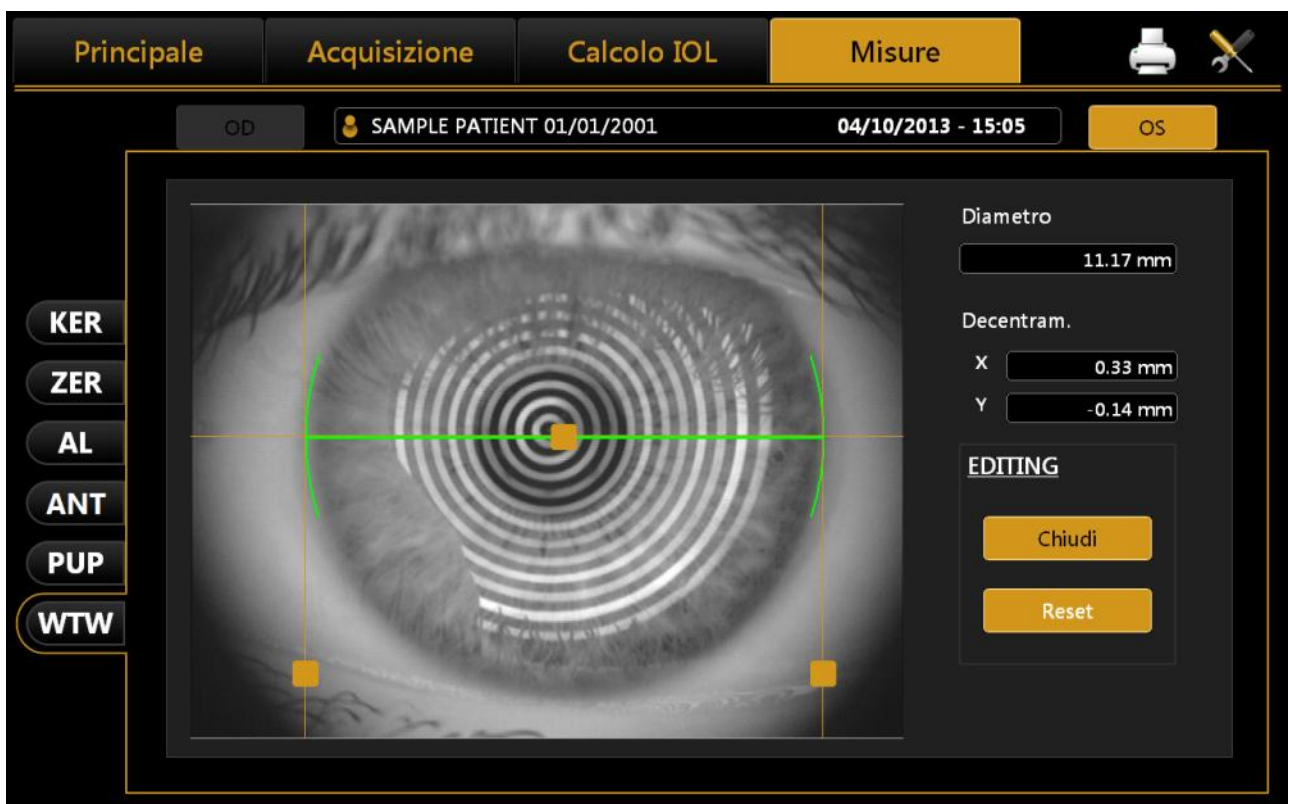 Principale Acquisizione Calcolo IOL Misure
OD SAMPLE PATIENT 01/01/2001 04/10/2013 - 15:05 OS
Diametro
11.17 mm
Decentram.
X 0.33 mm
Y -0.14 mm
EDITING
Chiudi
Reset
KER
ZER
AL
ANT
PUP
WTW